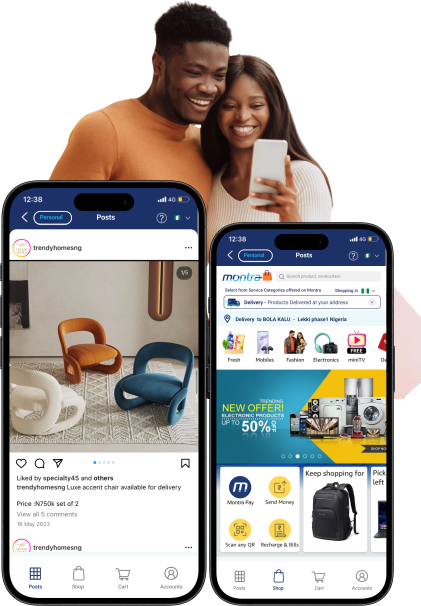 12:38
4G
Personal
Posts
trendyhomesng
1/5
Liked by specialty45 and others
trendyhomesng Luxe accent chair available for delivery
Price :N750k set of 2
View all 5 comments
16 May 2023
trendyhomesng
Posts
Shop
Cart
Accounts
12:38
4G
Personal
Posts
montra
Search product, vendor,item
Select from Service Categories offered on Montra
Shopping in
Delivery - Products Delivered at your address
Delivery to BOLA KALU - Lekki phase1 Nigeria
Fresh
Mobiles
Fashion
Electronics
FREE
miniTV
TRENDING
NEW OFFER!
ELECTRONIC PRODUCTS
UP TO 50% OFF
SHOP NOW
Montra Pay
Send Money
Scan any QR
Recharge & Bills
Keep shopping for
Pick
left
Posts
Shop
Cart
Accounts